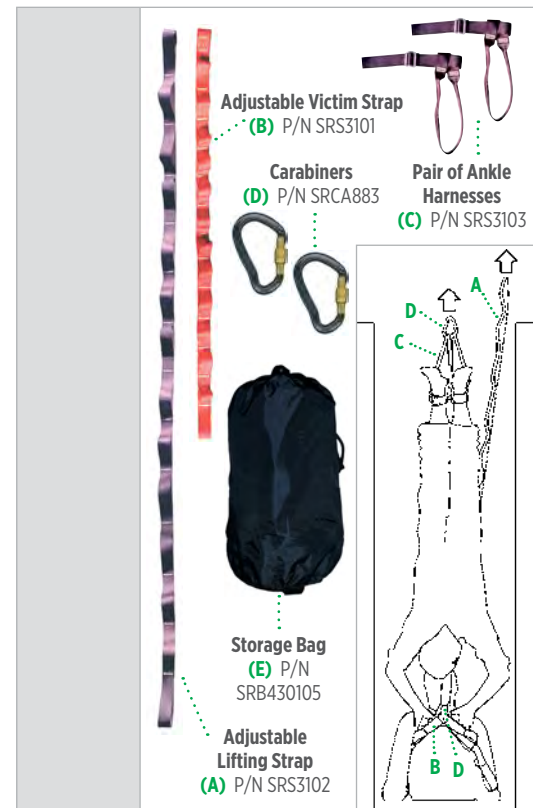 Adjustable Victim Strap
(B) P/N SRS3101
Carabiners
(D) P/N SRCA883
Pair of Ankle
Harnesses
(C) P/N SRS3103
A
D
C
Storage Bag
(E) P/N
SRB430105
Adjustable
Lifting Strap
(A) P/N SRS3102
B D